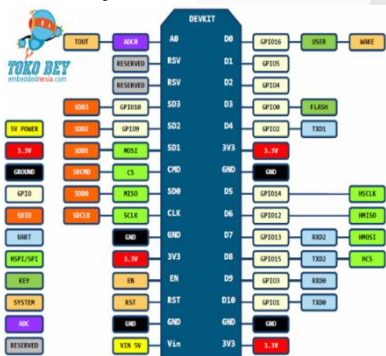 DEVKIT
TOUT ADC0 A0 D0 GPIO16 USER WAKE
RESERVED RSV D1 GPIO5
RESERVED RSV D2 GPIO4
TOKO BEY
embeddednesia.com
SDD3 GPIO10 SD3 D3 GPIO0 FLASH
5V POWER SDD2 GPIO9 SD2 D4 GPIO2 TXD1
3.3V SDD1 MOSI SD1 3V3 3.3V
GROUND SDCMD CS CMD GND GND
GPIO SDD0 MISO SD0 D5 GPIO14 HSCLK
SDIO SDCLK SCLK CLK D6 GPIO12 HMISO
UART GND GND D7 GPIO13 RXD2 HMOSI
HSPI/SPI 3.3V 3V3 D8 GPIO15 TXD2 HCS
KEY EN EN D9 GPIO3 RXD0
SYSTEM RST RST D10 GPIO1 TXD0
ADC GND GND GND GND
RESERVED VIN 5V Vin 3V3 3.3V